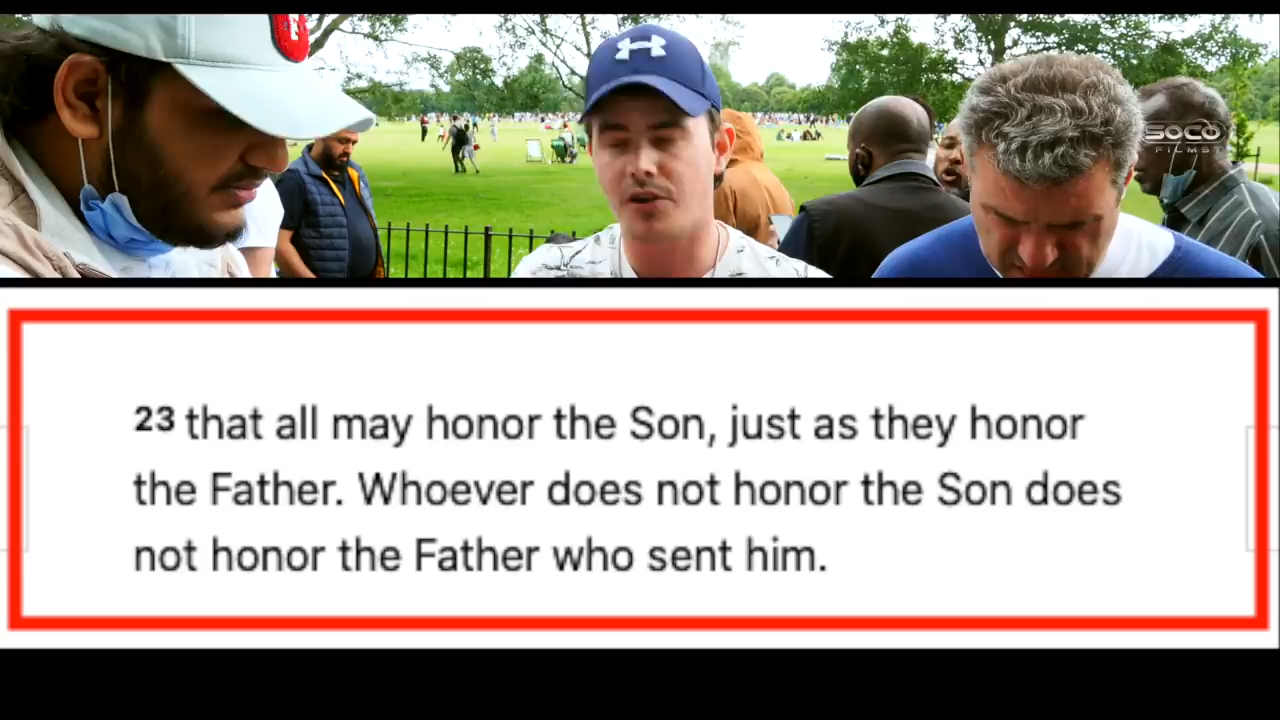 SOCO
FILMS
23 that all may honor the Son, just as they honor
the Father. Whoever does not honor the Son does
not honor the Father who sent him.